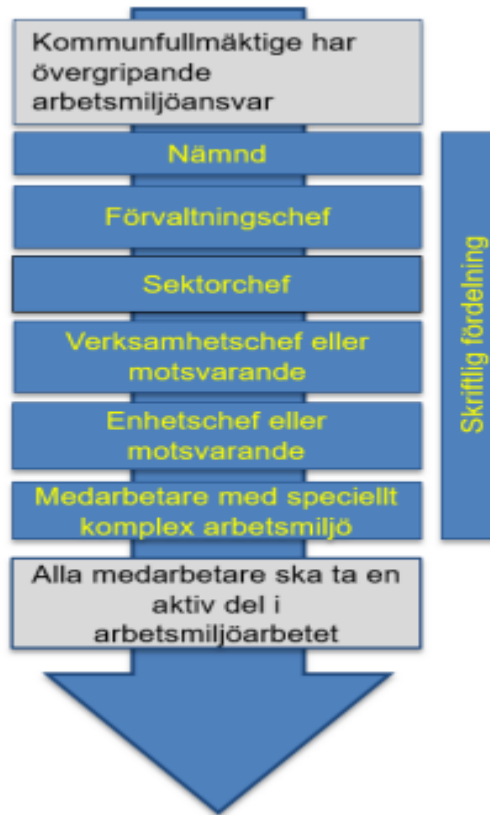 Kommunfullmäktige har
övergripande
arbetsmiljöansvar
Nämnd
Förvaltningschef
Sektorchef
Verksamhetschef eller
motsvarande
Enhetschef eller
motsvarande
Medarbetare med speciellt
komplex arbetsmiljö
Alla medarbetare ska ta en
aktiv del i
arbetsmiljöarbetet
Skriftlig fördelning